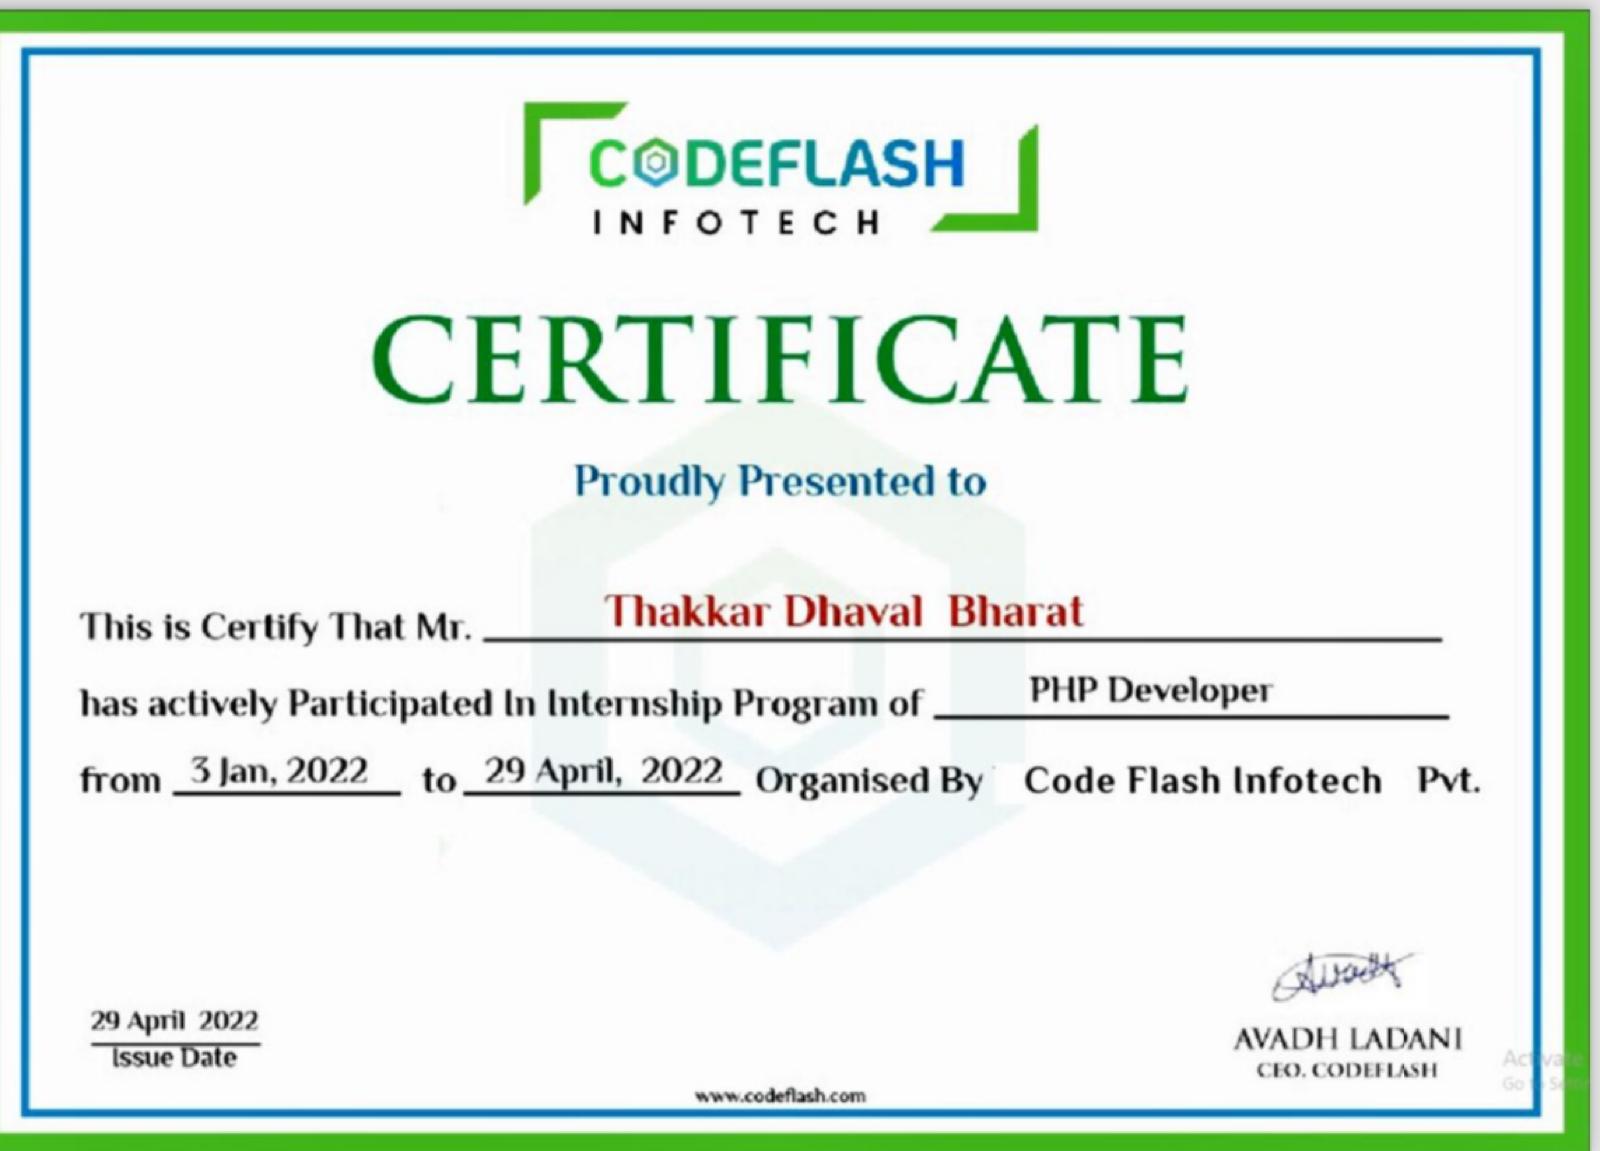 CODEFLASH
INFOTECH
CERTIFICATE
Proudly Presented to
This is Certify That Mr. Thakkar Dhaval Bharat
has actively Participated In Internship Program of PHP Developer
from 3 Jan, 2022 to 29 April, 2022 Organised By Code Flash Infotech Pvt.
Avadh
29 April 2022
Issue Date
AVADH LADANI
CEO. CODEFLASH
www.codeflash.com
Activate
Go to